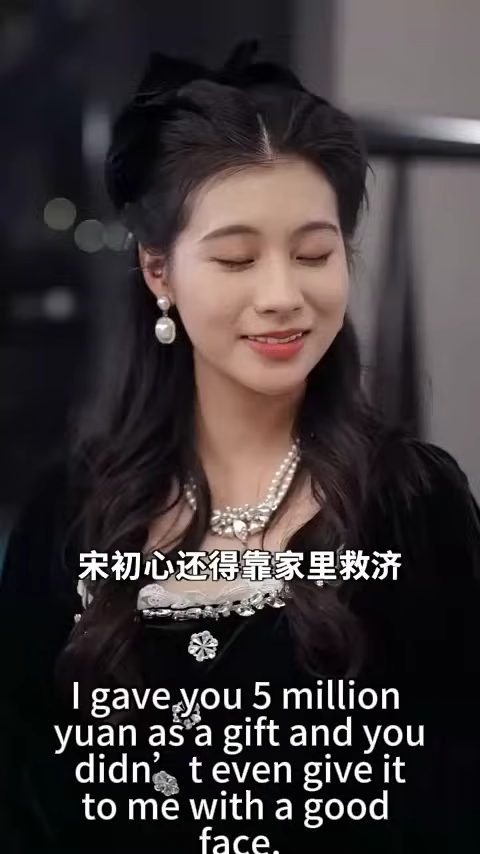 宋初心还得靠家里救济
I gave you 5 million
yuan as a gift and you
didn’t even give it
to me with a good
face.